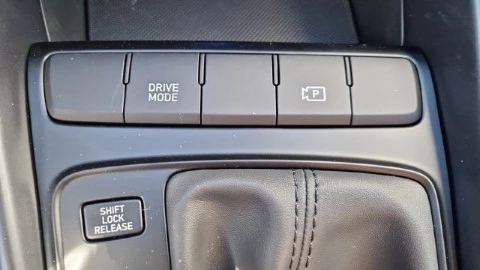 DRIVE
MODE
P
SHIFT
LOCK
RELEASE